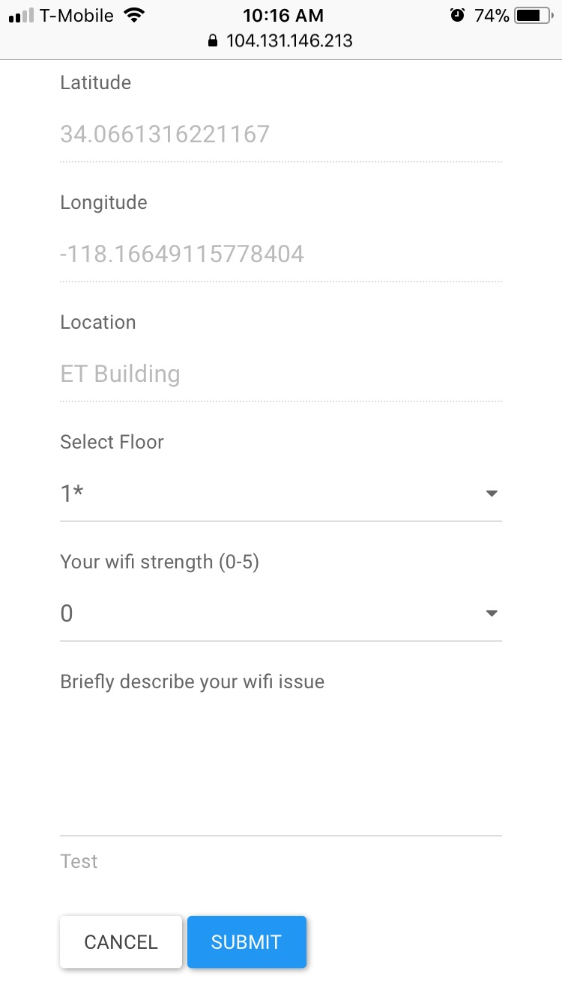 T-Mobile 10:16 AM 74%
104.131.146.213
Latitude
34.0661316221167
Longitude
-118.16649115778404
Location
ET Building
Select Floor
1*
Your wifi strength (0-5)
0
Briefly describe your wifi issue
Test
CANCEL SUBMIT